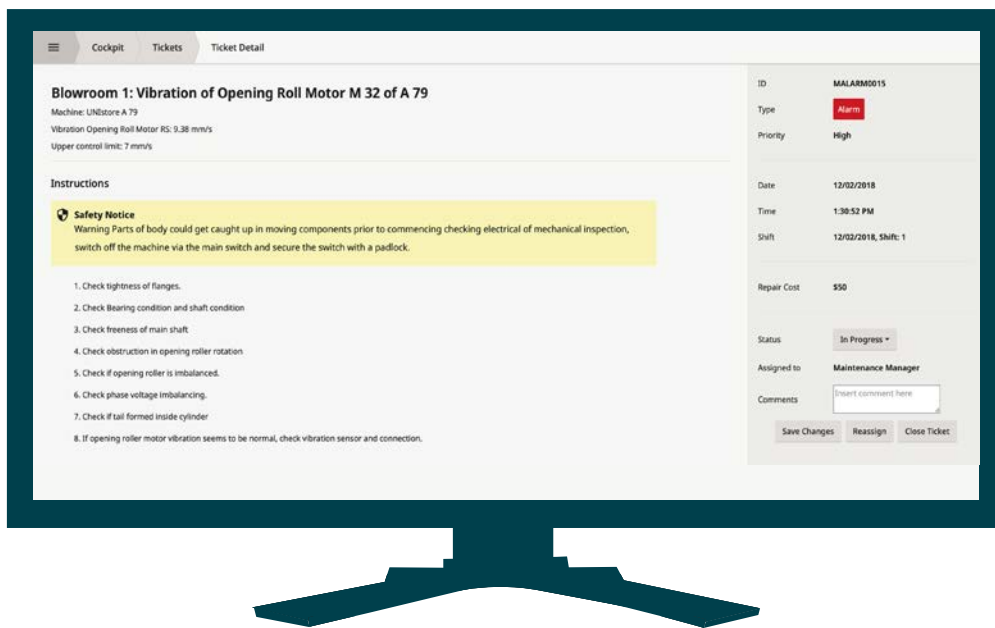 Cockpit Tickets Ticket Detail
Blowroom 1: Vibration of Opening Roll Motor M 32 of A 79
Machine: UNIstore A 79
Vibration Opening Roll Motor RS: 9.38 mm/s
Upper control limit: 7 mm/s
Instructions
Safety Notice
Warning Parts of body could get caught up in moving components prior to commencing checking electrical of mechanical inspection,
switch off the machine via the main switch and secure the switch with a padlock.
1. Check tightness of flanges.
2. Check Bearing condition and shaft condition
3. Check freeness of main shaft
4. Check obstruction in opening roller rotation
5. Check if opening roller is imbalanced.
6. Check phase voltage imbalancing.
7. Check if tail formed inside cylinder
8. If opening roller motor vibration seems to be normal, check vibration sensor and connection.
ID MALARM0015
Type Alarm
Priority High
Date 12/02/2018
Time 1:30:52 PM
Shift 12/02/2018, Shift: 1
Repair Cost $50
Status In Progress
Assigned to Maintenance Manager
Comments Insert comment here
Save Changes Reassign Close Ticket